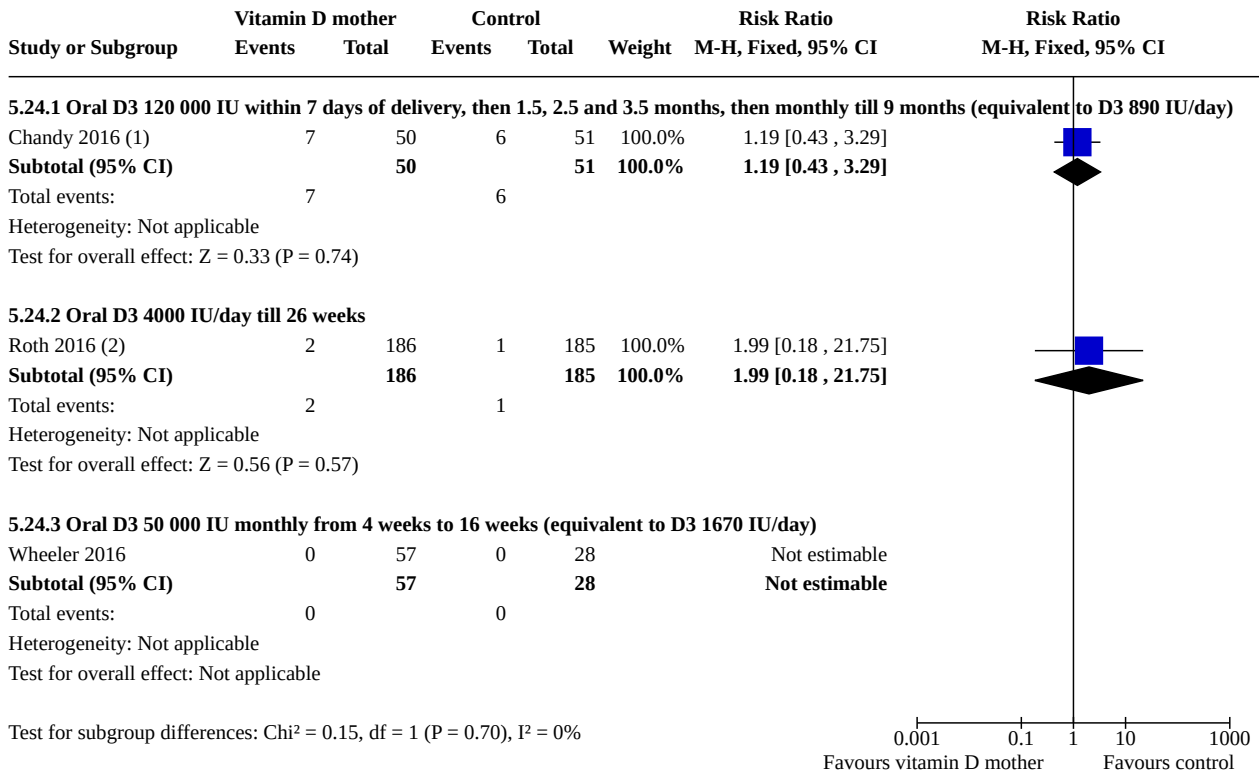 Vitamin D mother Control Risk Ratio Risk Ratio
Study or Subgroup Events Total Events Total Weight M-H, Fixed, 95% CI M-H, Fixed, 95% CI
5.24.1 Oral D3 120 000 IU within 7 days of delivery, then 1.5, 2.5 and 3.5 months, then monthly till 9 months (equivalent to D3 890 IU/day)
Chandy 2016 (1) 7 50 6 51 100.0% 1.19 [0.43 , 3.29]
Subtotal (95% CI) 50 51 100.0% 1.19 [0.43 , 3.29]
Total events: 7 6
Heterogeneity: Not applicable
Test for overall effect: Z = 0.33 (P = 0.74)
5.24.2 Oral D3 4000 IU/day till 26 weeks
Roth 2016 (2) 2 186 1 185 100.0% 1.99 [0.18 , 21.75]
Subtotal (95% CI) 186 185 100.0% 1.99 [0.18 , 21.75]
Total events: 2 1
Heterogeneity: Not applicable
Test for overall effect: Z = 0.56 (P = 0.57)
5.24.3 Oral D3 50 000 IU monthly from 4 weeks to 16 weeks (equivalent to D3 1670 IU/day)
Wheeler 2016 0 57 0 28 Not estimable
Subtotal (95% CI) 57 28 Not estimable
Total events: 0 0
Heterogeneity: Not applicable
Test for overall effect: Not applicable
Test for subgroup differences: Chi² = 0.15, df = 1 (P = 0.70), I² = 0%
0.001 0.1 1 10 1000
Favours vitamin D mother Favours control